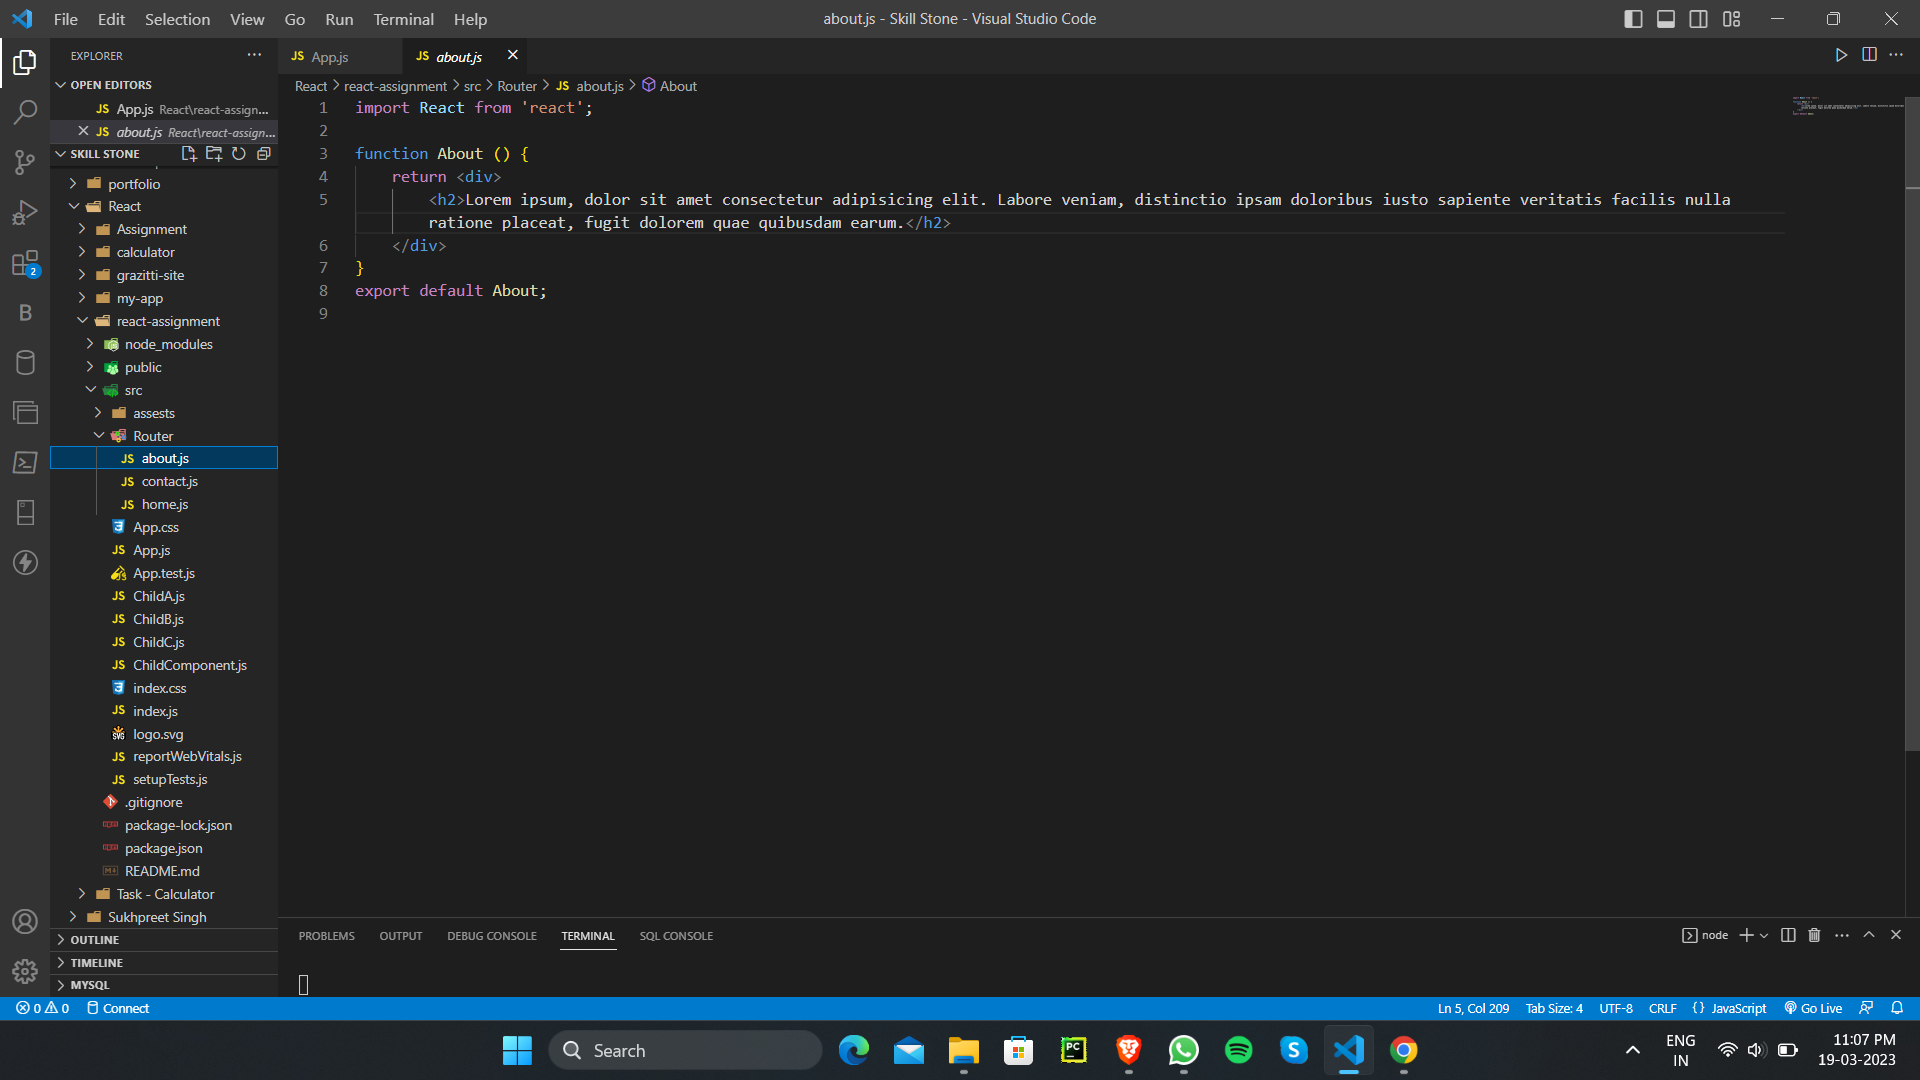 File Edit Selection View Go Run Terminal Help
about.js - Skill Stone - Visual Studio Code
EXPLORER
OPEN EDITORS
JS App.js React\react-assign...
JS about.js React\react-assign...
SKILL STONE
portfolio
React
Assignment
calculator
grazitti-site
my-app
react-assignment
node_modules
public
src
assests
Router
JS about.js
JS contact.js
JS home.js
App.css
JS App.js
App.test.js
JS ChildA.js
JS ChildB.js
JS ChildC.js
JS ChildComponent.js
index.css
JS index.js
logo.svg
JS reportWebVitals.js
JS setupTests.js
.gitignore
package-lock.json
package.json
README.md
Task - Calculator
Sukhpreet Singh
OUTLINE
TIMELINE
MYSQL
2
B
JS App.js
JS about.js
React > react-assignment > src > Router > JS about.js > About
1 import React from 'react';
2
3 function About () {
4 return <div>
5 <h2>Lorem ipsum, dolor sit amet consectetur adipisicing elit. Labore veniam, distinctio ipsam doloribus iusto sapiente veritatis facilis nulla
ratione placeat, fugit dolorem quae quibusdam earum.</h2>
6 </div>
7 }
8 export default About;
9
PROBLEMS OUTPUT DEBUG CONSOLE TERMINAL SQL CONSOLE
node
0 0 Connect
Ln 5, Col 209 Tab Size: 4 UTF-8 CRLF {} JavaScript Go Live
Search
PC
S
ENG
IN
11:07 PM
19-03-2023